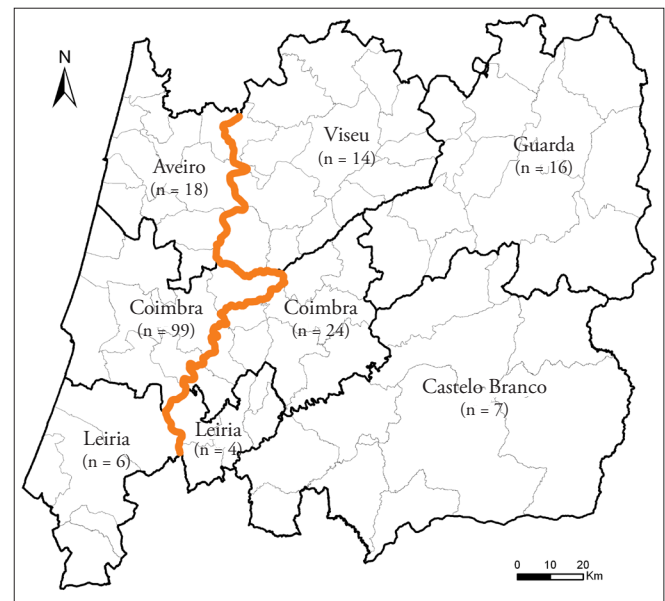 N
Viseu
(n = 14)
Guarda
(n = 16)
Aveiro
(n = 18)
Coimbra
(n = 99)
Coimbra
(n = 24)
Castelo Branco
(n = 7)
Leiria
(n = 6)
Leiria
(n = 4)
0 10 20
Km